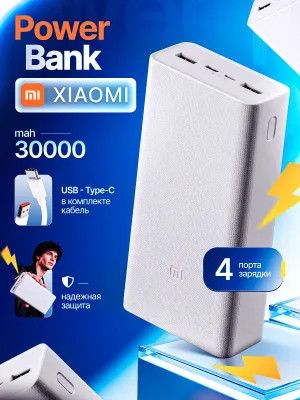 Power
Bank
mi XIAOMI
mah
30000
USB - Type-C
в комплекте
кабель
надежная
защита
4 порта
зарядки
mi